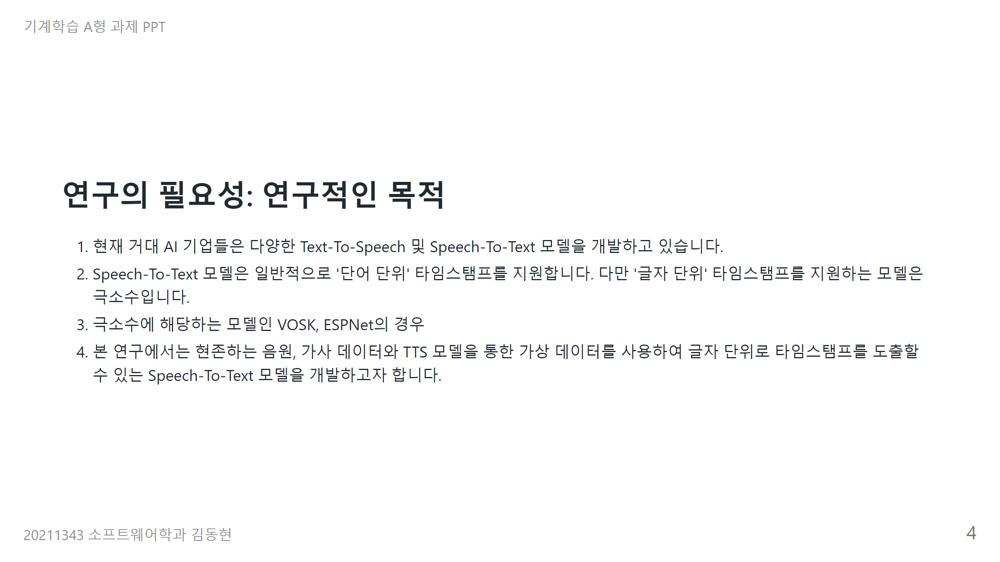 기계학습 A형 과제 PPT
연구의 필요성: 연구적인 목적
1. 현재 거대 AI 기업들은 다양한 Text-To-Speech 및 Speech-To-Text 모델을 개발하고 있습니다.
2. Speech-To-Text 모델은 일반적으로 '단어 단위' 타임스탬프를 지원합니다. 다만 '글자 단위' 타임스탬프를 지원하는 모델은
극소수입니다.
3. 극소수에 해당하는 모델인 VOSK, ESPNet의 경우
4. 본 연구에서는 현존하는 음원, 가사 데이터와 TTS 모델을 통한 가상 데이터를 사용하여 글자 단위로 타임스탬프를 도출할
수 있는 Speech-To-Text 모델을 개발하고자 합니다.
20211343 소프트웨어학과 김동현
4